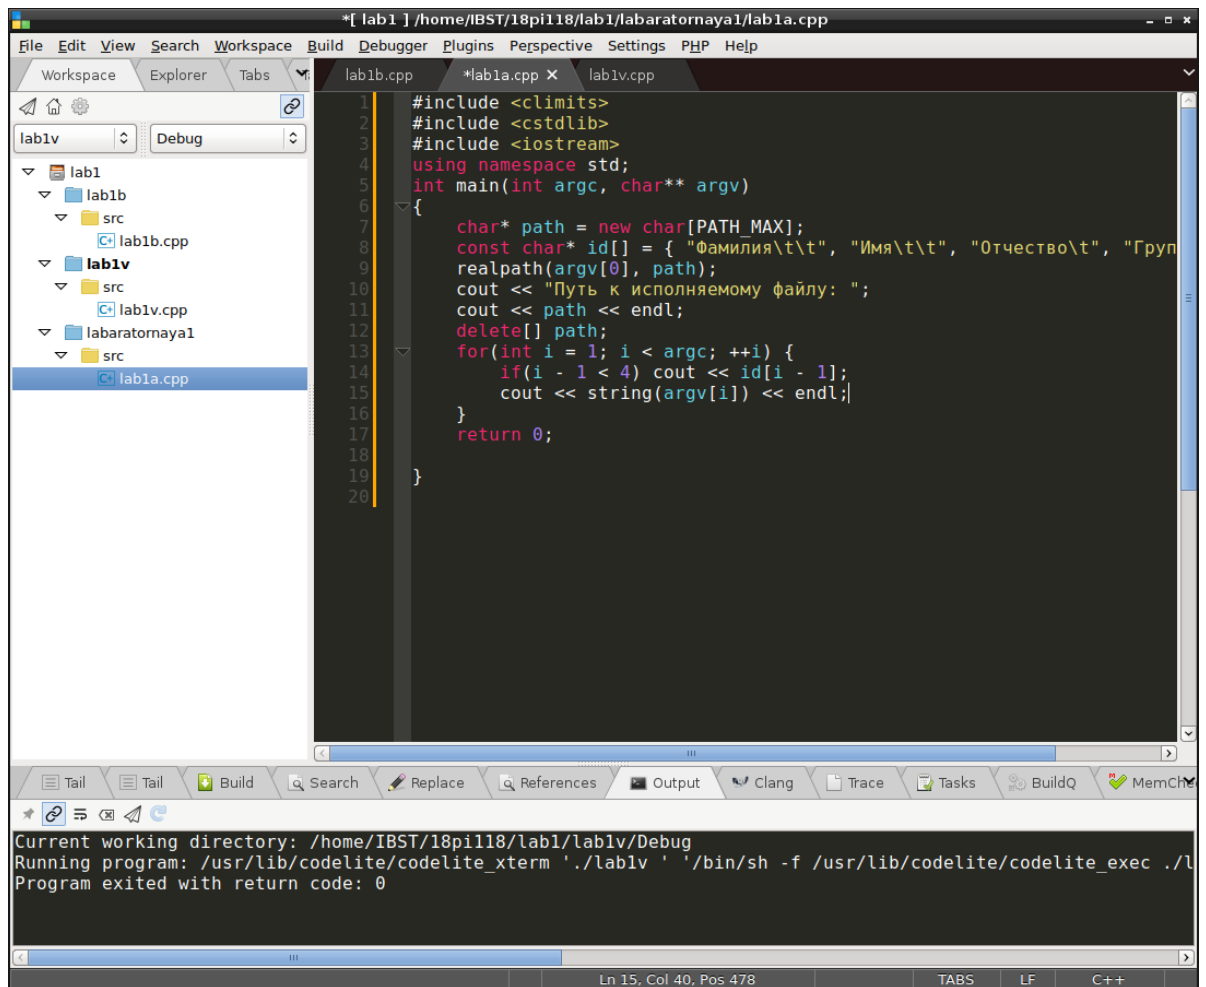 *[ lab1 ] /home/IBST/18pi118/lab1/labaratornaya1/lab1a.cpp
File Edit View Search Workspace Build Debugger Plugins Perspective Settings PHP Help
Workspace Explorer Tabs
lab1b.cpp *lab1a.cpp lab1v.cpp
lab1v Debug
lab1
lab1b
src
lab1b.cpp
lab1v
src
lab1v.cpp
labaratornaya1
src
lab1a.cpp
1 #include <climits>
2 #include <cstdlib>
3 #include <iostream>
4 using namespace std;
5 int main(int argc, char** argv)
6 {
7 char* path = new char[PATH_MAX];
8 const char* id[] = { "Фамилия\t\t", "Имя\t\t", "Отчество\t", "Груп
9 realpath(argv[0], path);
10 cout << "Путь к исполняемому файлу: ";
11 cout << path << endl;
12 delete[] path;
13 for(int i = 1; i < argc; ++i) {
14 if(i - 1 < 4) cout << id[i - 1];
15 cout << string(argv[i]) << endl;
16 }
17 return 0;
18
19 }
20
Tail Tail Build Search Replace References Output Clang Trace Tasks BuildQ MemChe
Current working directory: /home/IBST/18pi118/lab1/lab1v/Debug
Running program: /usr/lib/codelite/codelite_xterm './lab1v ' '/bin/sh -f /usr/lib/codelite/codelite_exec ./l
Program exited with return code: 0
Ln 15, Col 40, Pos 478 TABS LF C++